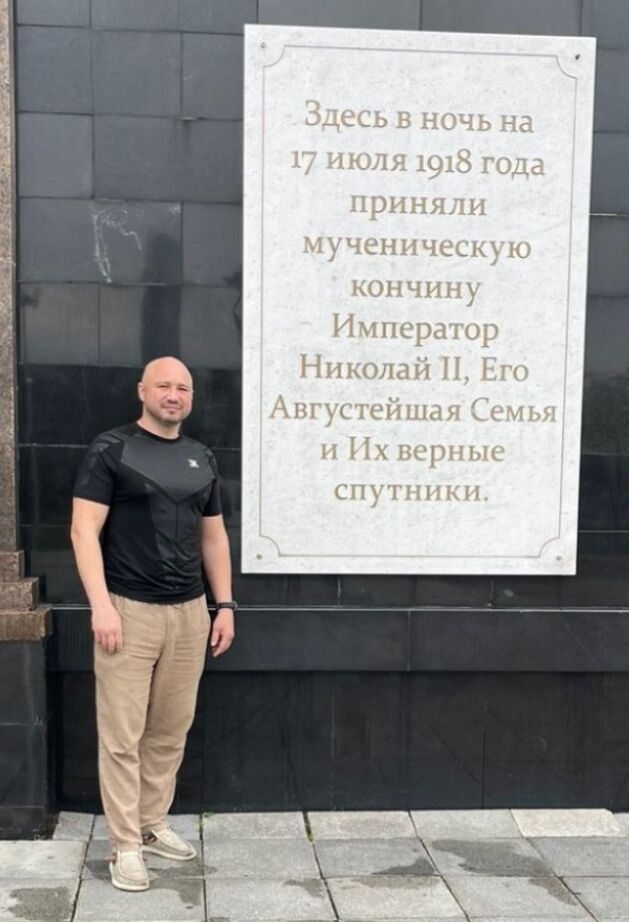 Здесь в ночь на
17 июля 1918 года
приняли
мученическую
кончину
Император
Николай II, Его
Августейшая Семья
и Их верные
спутники.